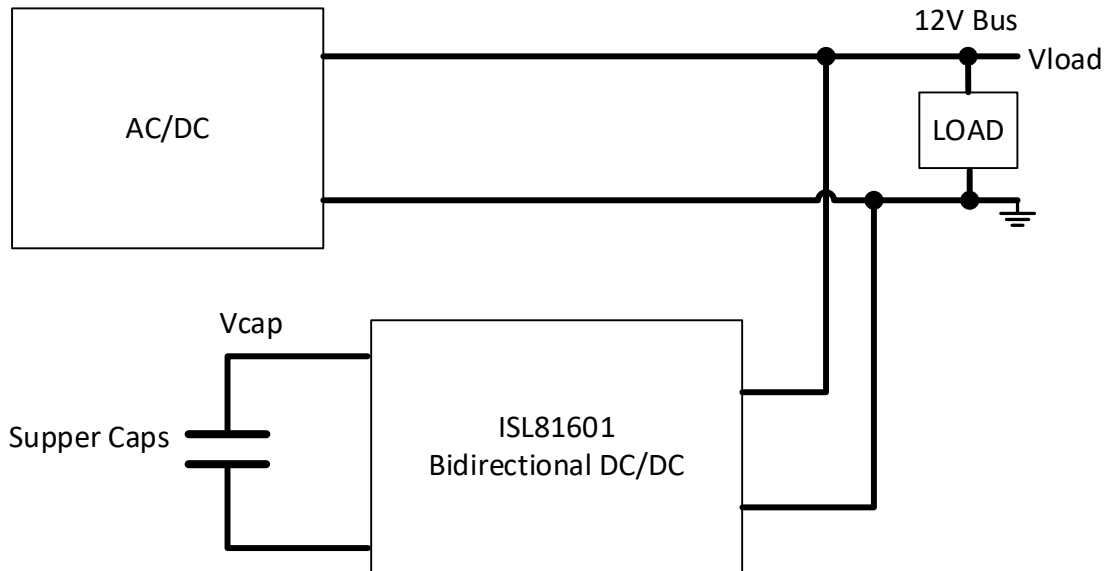 12V Bus
Vload
AC/DC
LOAD
Vcap
Supper Caps
ISL81601
Bidirectional DC/DC